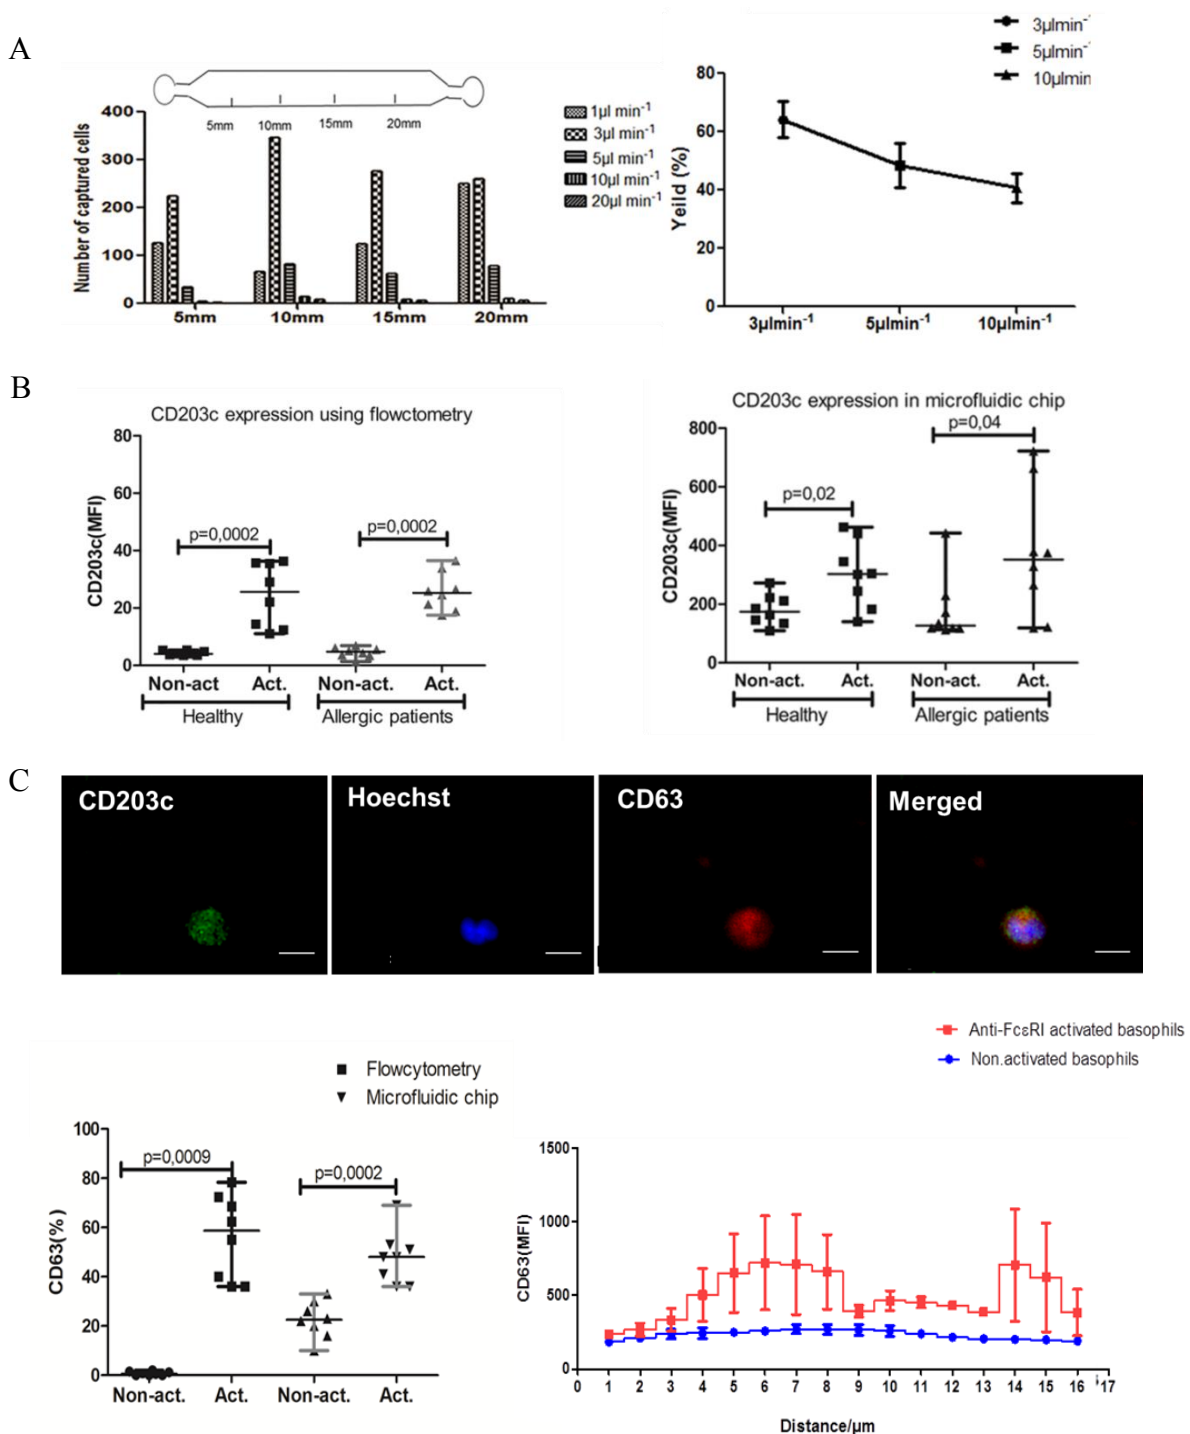 A
5mm 10mm 15mm 20mm
400
300
200
100
0
Number of captured cells
5mm 10mm 15mm 20mm
1µl min-1
3µl min-1
5µl min-1
10µl min-1
20µl min-1
3µlmin-1
5µlmin-1
10µlmin
80
60
40
20
0
Yeild (%)
3µlmin-1 5µlmin-1 10µlmin-1
B
CD203c expression using flowctometry
80
60
40
20
0
CD203c(MFI)
p=0,0002 p=0,0002
Non-act Act. Non-act. Act.
Healthy Allergic patients
CD203c expression in microfluidic chip
800
600
400
200
0
CD203c(MFI)
p=0,02 p=0,04
Non-act. Act. Non-act. Act.
Healthy Allergic patients
C
CD203c Hoechst CD63 Merged
Flowcytometry
Microfluidic chip
100
80
60
40
20
0
CD63(%)
p=0,0009 p=0,0002
Non-act. Act. Non-act. Act.
Anti-FcεRI activated basophils
Non.activated basophils
1500
1000
500
0
CD63(MFI)
0 1 2 3 4 5 6 7 8 9 10 11 12 13 14 15 16 17
Distance/µm